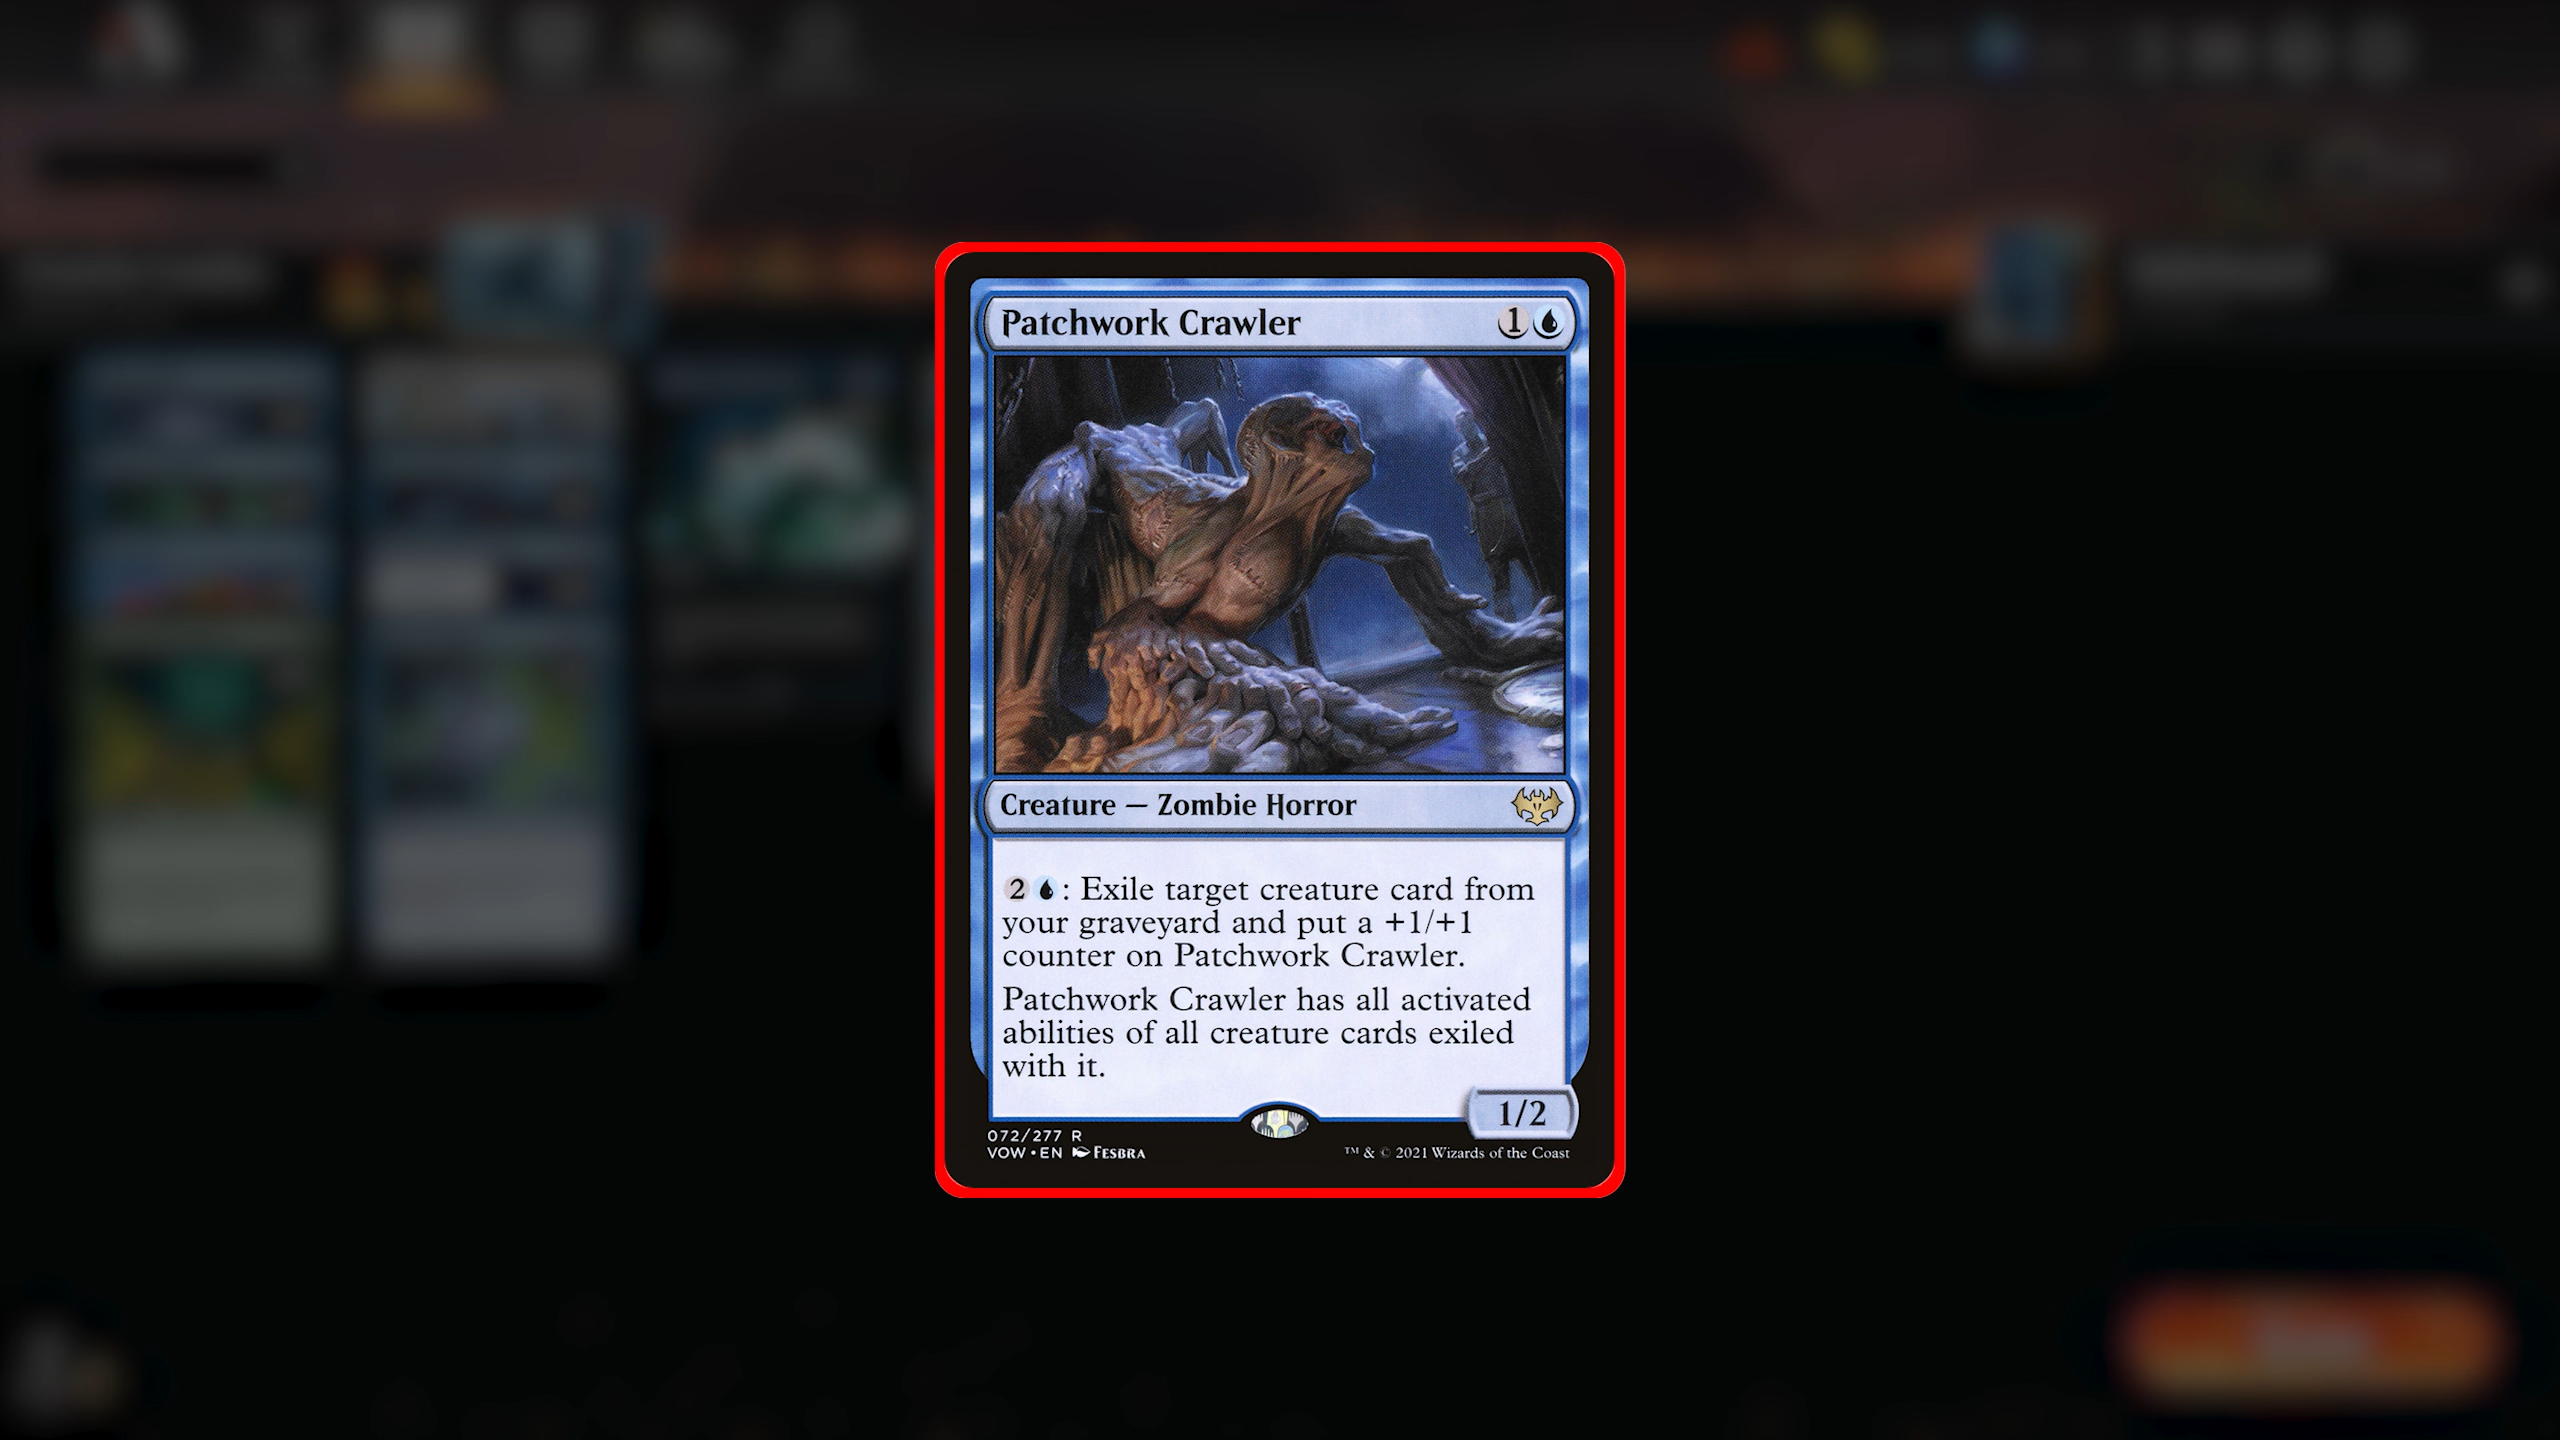 Patchwork Crawler 1
Creature — Zombie Horror
2 : Exile target creature card from
your graveyard and put a +1/+1
counter on Patchwork Crawler.
Patchwork Crawler has all activated
abilities of all creature cards exiled
with it.
1/2
072/277 R
VOW • EN FESBRA
™ & © 2021 Wizards of the Coast